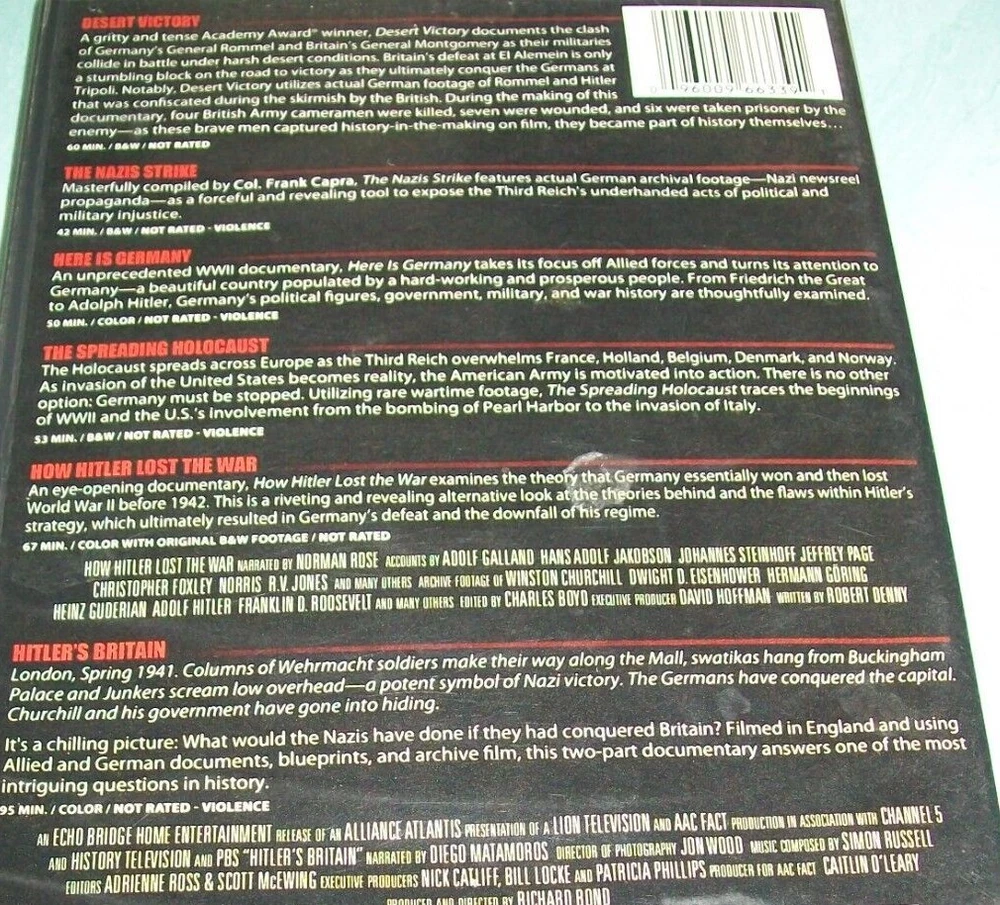 DESERT VICTORY
A gritty and tense Academy Award® winner, Desert Victory documents the clash
of Germany's General Rommel and Britain's General Montgomery as their militaries
collide in battle under harsh desert conditions. Britain's defeat at El Alemein is only
a stumbling block on the road to victory as they ultimately conquer the Germans at
Tripoli. Notably, Desert Victory utilizes actual German footage of Rommel and Hitler
that was confiscated during the skirmish by the British. During the making of this
documentary, four British Army cameramen were killed, seven were wounded, and six were taken prisoner by the
enemy—as these brave men captured history-in-the-making on film, they became part of history themselves...
60 MIN. / B&W / NOT RATED
0 96009 66339 1
THE NAZIS STRIKE
Masterfully compiled by Col. Frank Capra, The Nazis Strike features actual German archival footage—Nazi newsreel
propaganda—as a forceful and revealing tool to expose the Third Reich's underhanded acts of political and
military injustice.
42 MIN. / B&W / NOT RATED - VIOLENCE
HERE IS GERMANY
An unprecedented WWII documentary, Here Is Germany takes its focus off Allied forces and turns its attention to
Germany—a beautiful country populated by a hard-working and prosperous people. From Friedrich the Great
to Adolph Hitler, Germany's political figures, government, military, and war history are thoughtfully examined.
50 MIN. / COLOR / NOT RATED - VIOLENCE
THE SPREADING HOLOCAUST
The Holocaust spreads across Europe as the Third Reich overwhelms France, Holland, Belgium, Denmark, and Norway.
As invasion of the United States becomes reality, the American Army is motivated into action. There is no other
option: Germany must be stopped. Utilizing rare wartime footage, The Spreading Holocaust traces the beginnings
of WWII and the U.S.'s involvement from the bombing of Pearl Harbor to the invasion of Italy.
53 MIN. / B&W / NOT RATED - VIOLENCE
HOW HITLER LOST THE WAR
An eye-opening documentary, How Hitler Lost the War examines the theory that Germany essentially won and then lost
World War II before 1942. This is a riveting and revealing alternative look at the theories behind and the flaws within Hitler's
strategy, which ultimately resulted in Germany's defeat and the downfall of his regime.
67 MIN. / COLOR WITH ORIGINAL B&W FOOTAGE / NOT RATED
HOW HITLER LOST THE WAR NARRATED BY NORMAN ROSE ACCOUNTS BY ADOLF GALLAND HANS ADOLF JAKOBSON JOHANNES STEINHOFF JEFFREY PAGE
CHRISTOPHER FOXLEY NORRIS R.V. JONES AND MANY OTHERS ARCHIVE FOOTAGE OF WINSTON CHURCHILL DWIGHT D. EISENHOWER HERMANN GÖRING
HEINZ GUDERIAN ADOLF HITLER FRANKLIN D. ROOSEVELT AND MANY OTHERS EDITED BY CHARLES BOYD EXECUTIVE PRODUCER DAVID HOFFMAN WRITTEN BY ROBERT DENNY
HITLER'S BRITAIN
London, Spring 1941. Columns of Wehrmacht soldiers make their way along the Mall, swatikas hang from Buckingham
Palace and Junkers scream low overhead—a potent symbol of Nazi victory. The Germans have conquered the capital.
Churchill and his government have gone into hiding.
It's a chilling picture: What would the Nazis have done if they had conquered Britain? Filmed in England and using
Allied and German documents, blueprints, and archive film, this two-part documentary answers one of the most
intriguing questions in history.
95 MIN. / COLOR / NOT RATED - VIOLENCE
AN ECHO BRIDGE HOME ENTERTAINMENT RELEASE OF AN ALLIANCE ATLANTIS PRESENTATION OF A LION TELEVISION AND AAC FACT PRODUCTION IN ASSOCIATION WITH CHANNEL 5
AND HISTORY TELEVISION AND PBS "HITLER'S BRITAIN" NARRATED BY DIEGO MATAMOROS DIRECTOR OF PHOTOGRAPHY JON WOOD MUSIC COMPOSED BY SIMON RUSSELL
EDITORS ADRIENNE ROSS & SCOTT McEWING EXECUTIVE PRODUCERS NICK CATLIFF, BILL LOCKE AND PATRICIA PHILLIPS PRODUCER FOR AAC FACT CAITLIN O'LEARY
PRODUCED AND DIRECTED BY RICHARD BOND